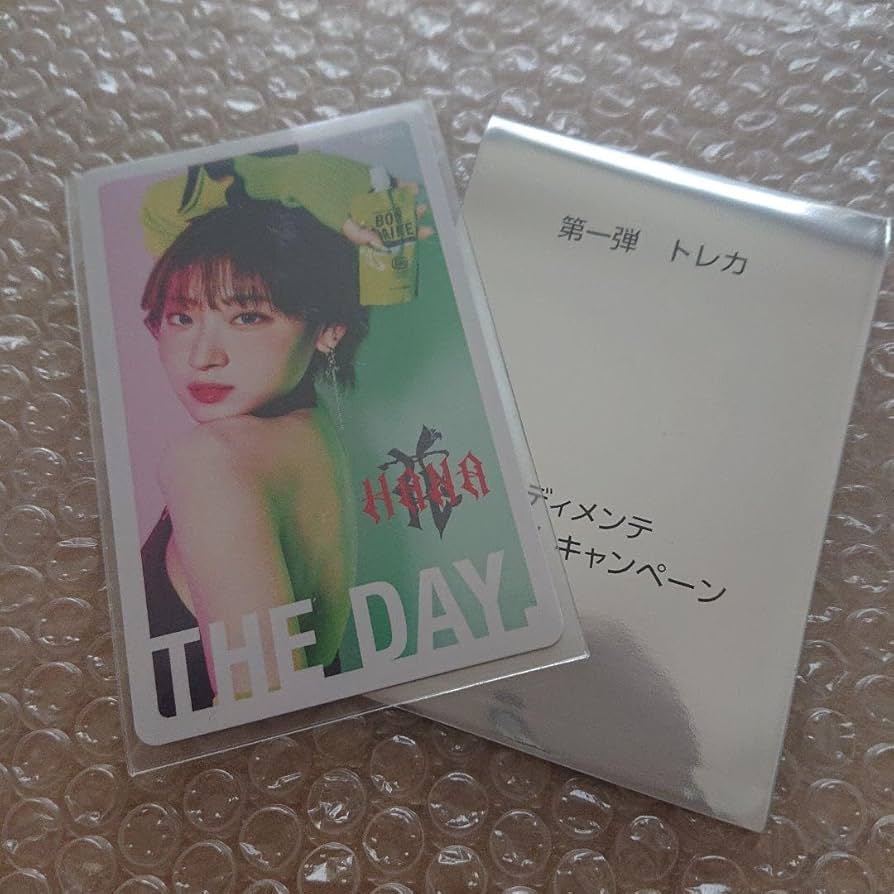 BON
HANA
THE DAY.
第一弾 トレカ
ディメンテ
キャンペーン